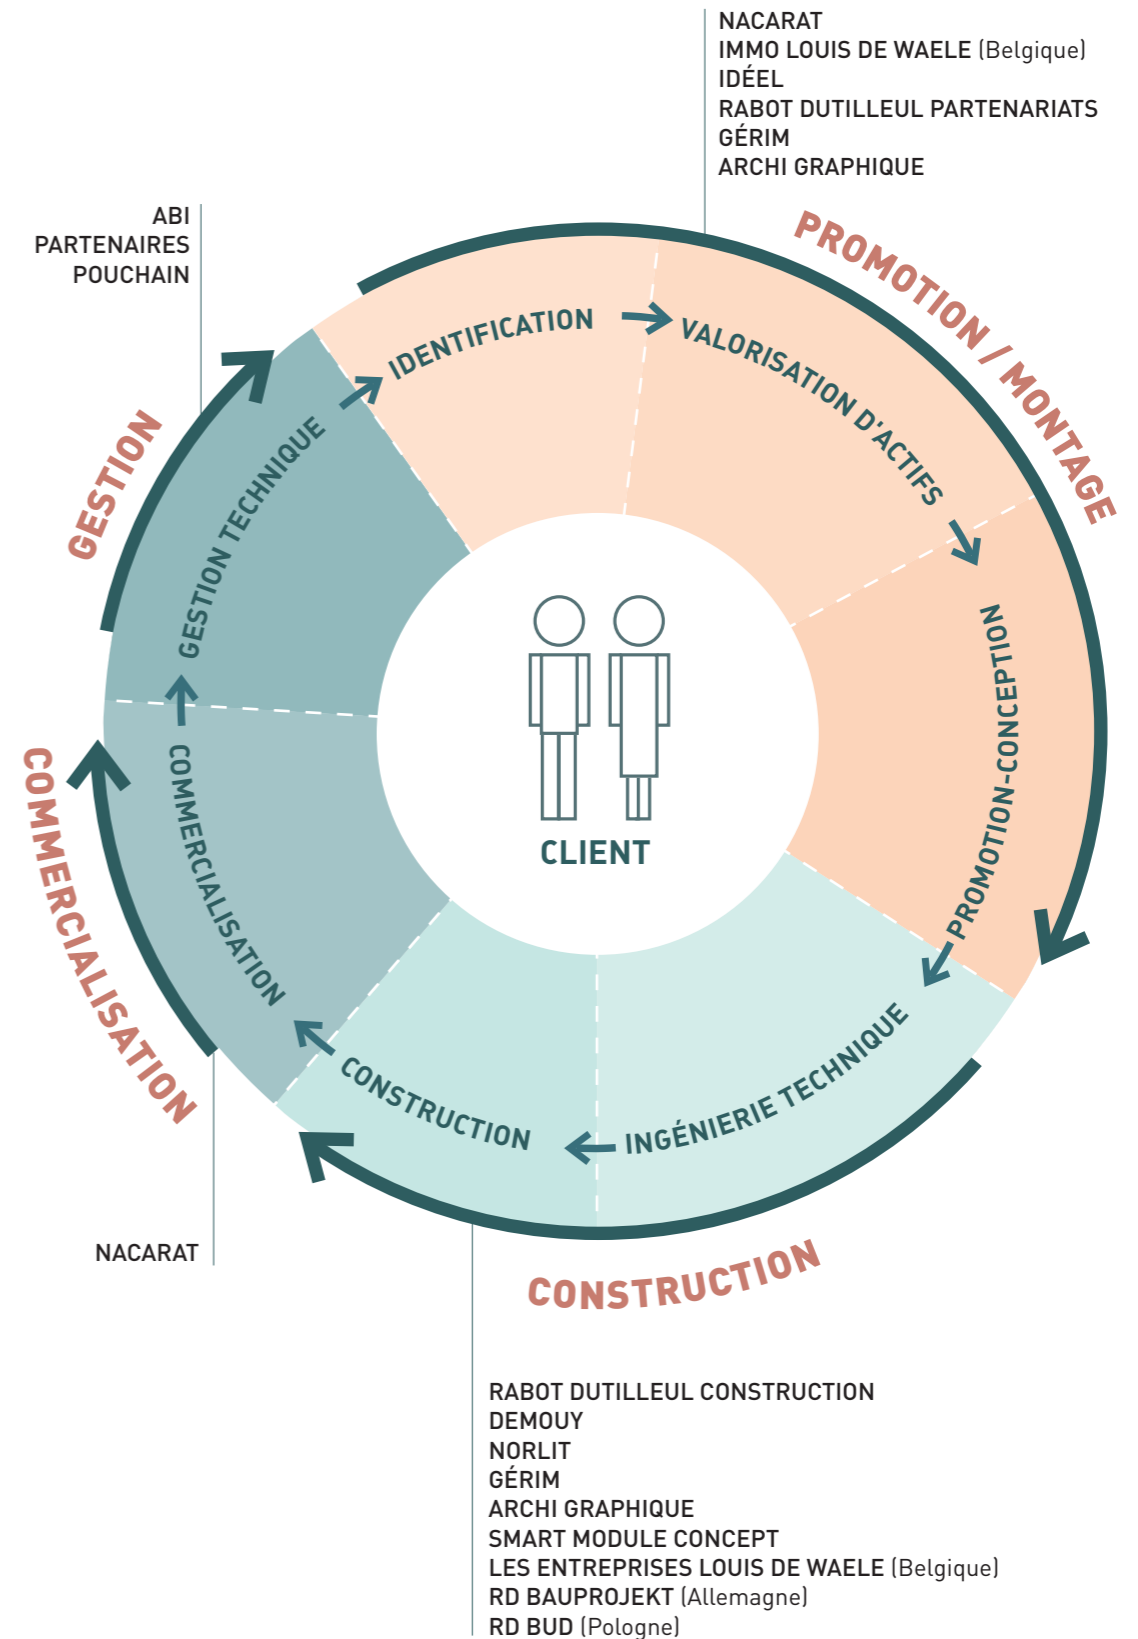 NACARAT
IMMO LOUIS DE WAELE (Belgique)
IDÉEL
RABOT DUTILLEUL PARTENARIATS
GÉRIM
ARCHI GRAPHIQUE
ABI
PARTENAIRES
POUCHAIN
PROMOTION / MONTAGE
IDENTIFICATION
VALORISATION D'ACTIFS
PROMOTION-CONCEPTION
GESTION
GESTION TECHNIQUE
CLIENT
COMMERCIALISATION
COMMERCIALISATION
INGÉNIERIE TECHNIQUE
CONSTRUCTION
NACARAT
CONSTRUCTION
RABOT DUTILLEUL CONSTRUCTION
DEMOUY
NORLIT
GÉRIM
ARCHI GRAPHIQUE
SMART MODULE CONCEPT
LES ENTREPRISES LOUIS DE WAELE (Belgique)
RD BAUPROJEKT (Allemagne)
RD BUD (Pologne)